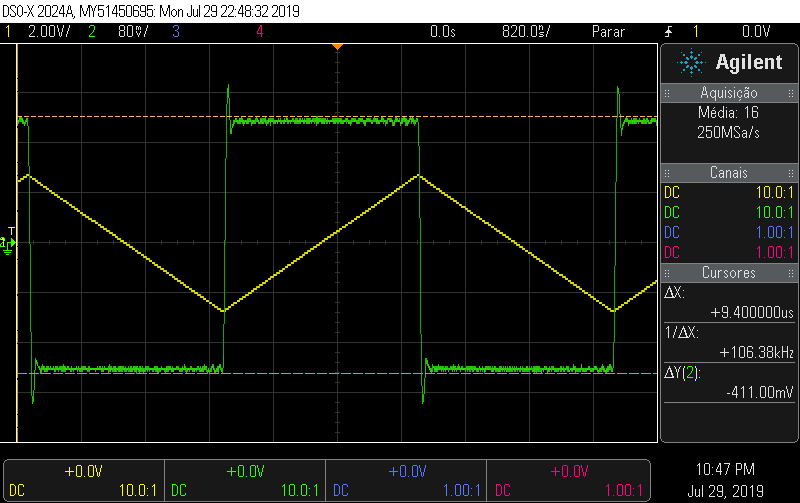 DSO-X 2024A, MY51450695: Mon Jul 29 22:48:32 2019
1 2.00V/ 2 80mV/ 3 4 0.0s 820.0ns/ Parar 1 0.0V
Agilent
Aquisição
Média: 16
250MSa/s
Canais
DC 10.0:1
DC 10.0:1
DC 1.00:1
DC 1.00:1
Cursores
ΔX:
+9.400000us
1/ΔX:
+106.38kHz
ΔY(2):
-411.00mV
T
+0.0V +0.0V +0.0V +0.0V
DC 10.0:1 DC 10.0:1 DC 1.00:1 DC 1.00:1
10:47 PM
Jul 29, 2019